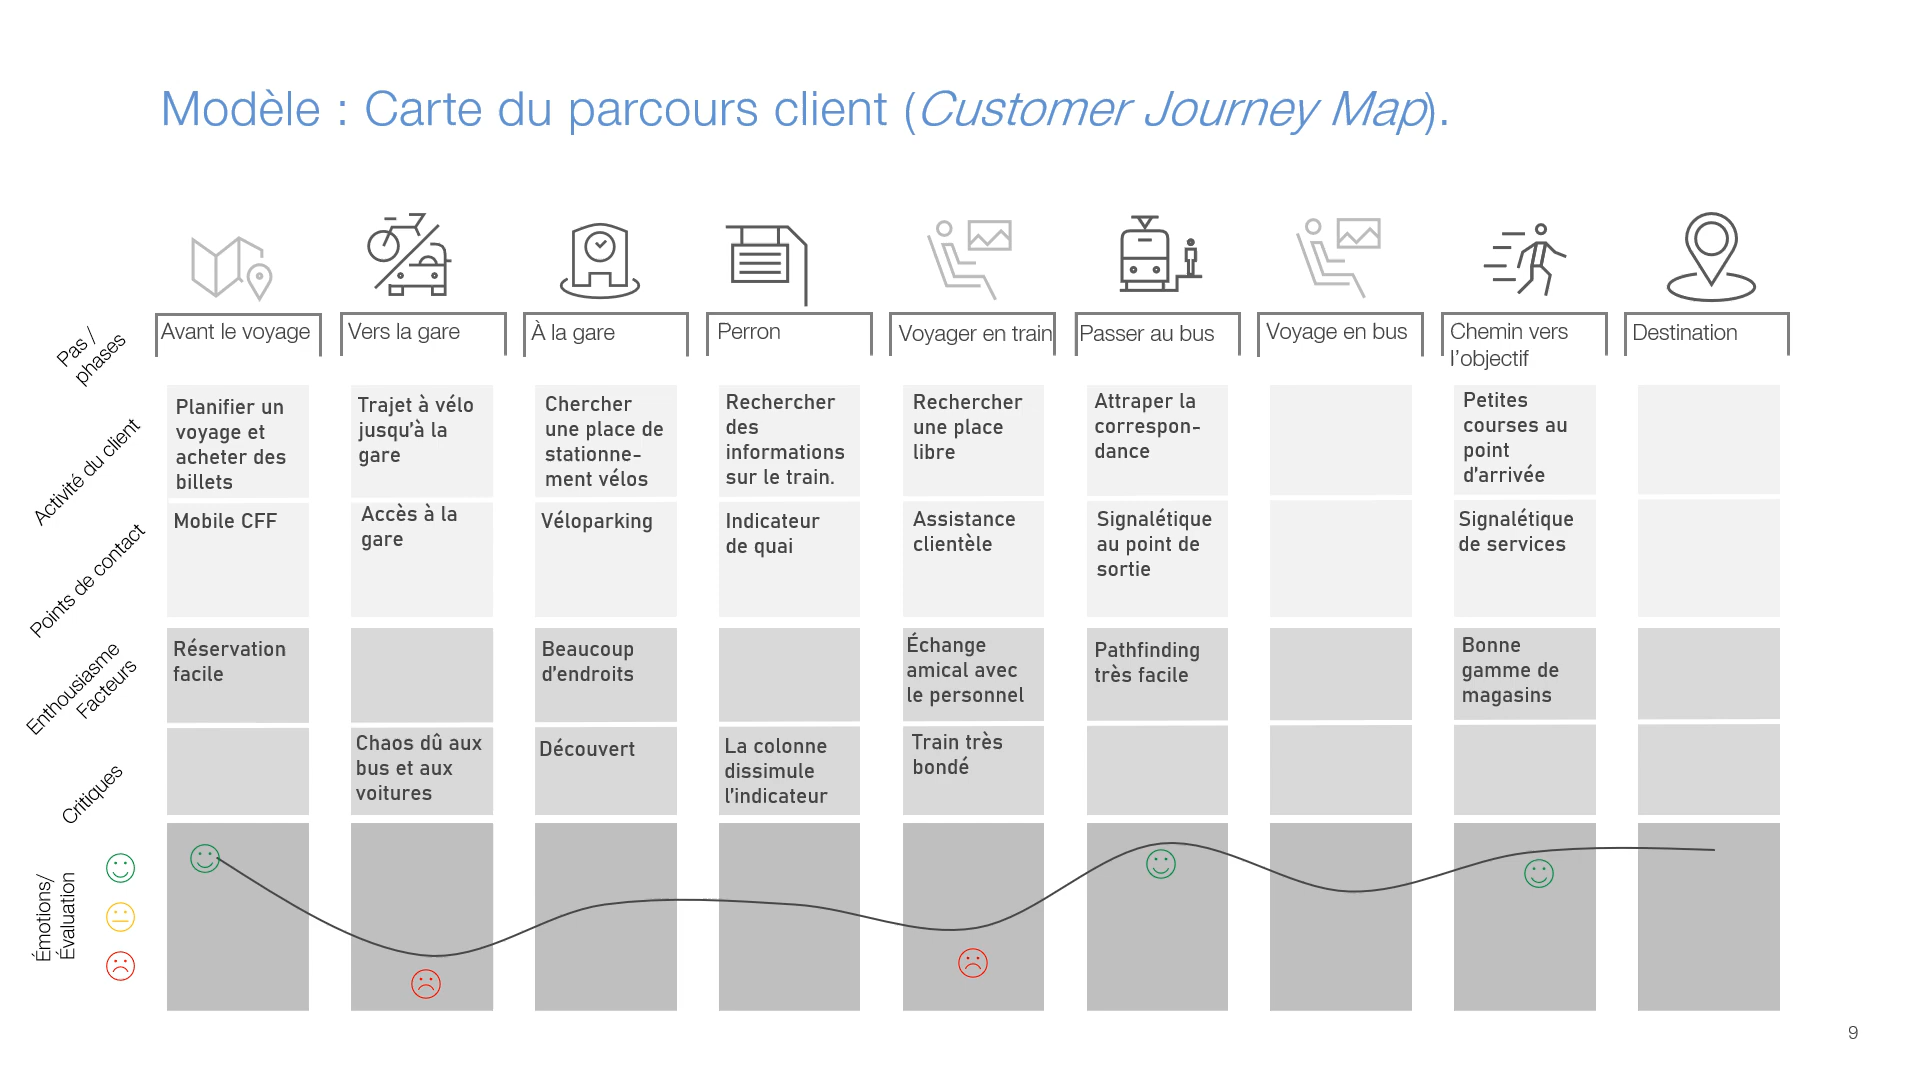 Modèle : Carte du parcours client (Customer Journey Map).
Pas /
phases
Avant le voyage
Vers la gare
À la gare
Perron
Voyager en train
Passer au bus
Voyage en bus
Chemin vers
l’objectif
Destination
Activité du client
Planifier un
voyage et
acheter des
billets
Trajet à vélo
jusqu’à la
gare
Chercher
une place de
stationne-
ment vélos
Rechercher
des
informations
sur le train.
Rechercher
une place
libre
Attraper la
correspon-
dance
Petites
courses au
point
d’arrivée
Points de contact
Mobile CFF
Accès à la
gare
Véloparking
Indicateur
de quai
Assistance
clientèle
Signalétique
au point de
sortie
Signalétique
de services
Enthousiasme
Facteurs
Réservation
facile
Beaucoup
d’endroits
Échange
amical avec
le personnel
Pathfinding
très facile
Bonne
gamme de
magasins
Critiques
Chaos dû aux
bus et aux
voitures
Découvert
La colonne
dissimule
l’indicateur
Train très
bondé
Émotions/
Évaluation
9